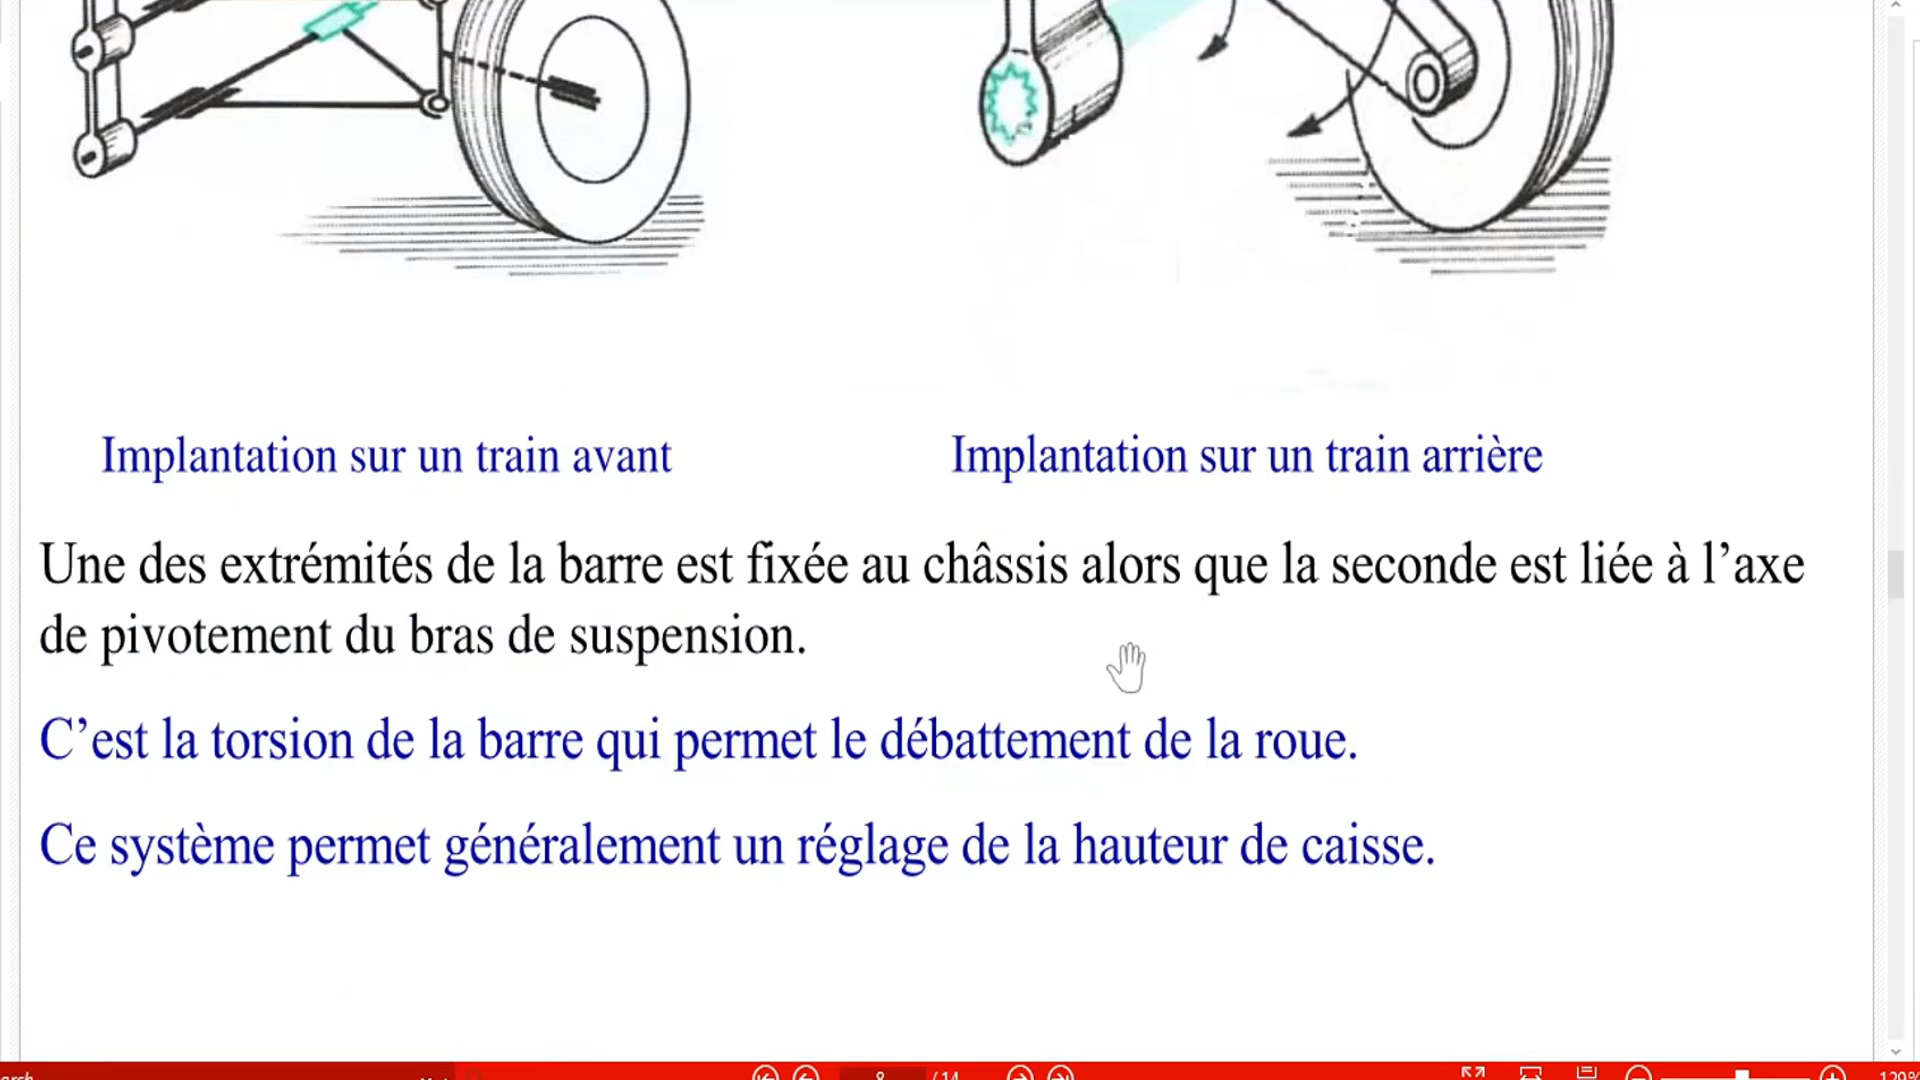 Implantation sur un train avant
Implantation sur un train arrière
Une des extrémités de la barre est fixée au châssis alors que la seconde est liée à l’axe
de pivotement du bras de suspension.
C’est la torsion de la barre qui permet le débattement de la roue.
Ce système permet généralement un réglage de la hauteur de caisse.